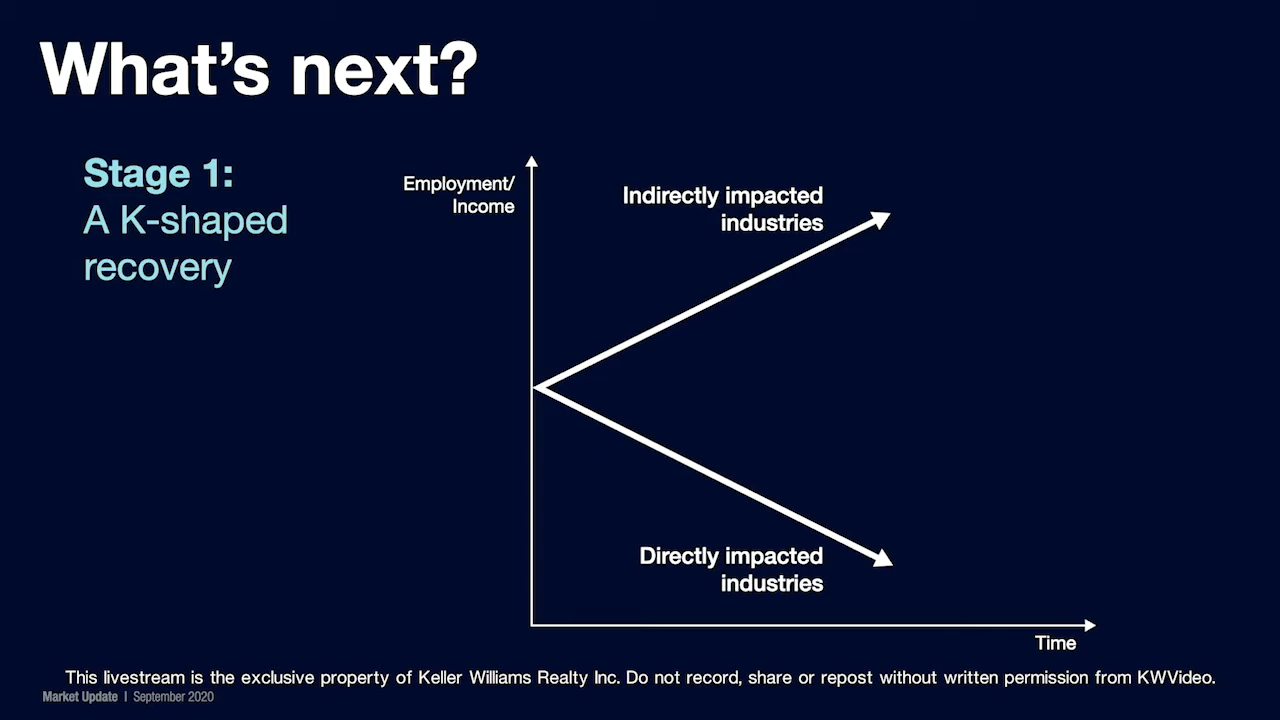 What's next?
Stage 1:
A K-shaped
recovery
Employment/
Income
Indirectly impacted
industries
Directly impacted
industries
Time
This livestream is the exclusive property of Keller Williams Realty Inc. Do not record, share or repost without written permission from KWVideo.
Market Update | September 2020